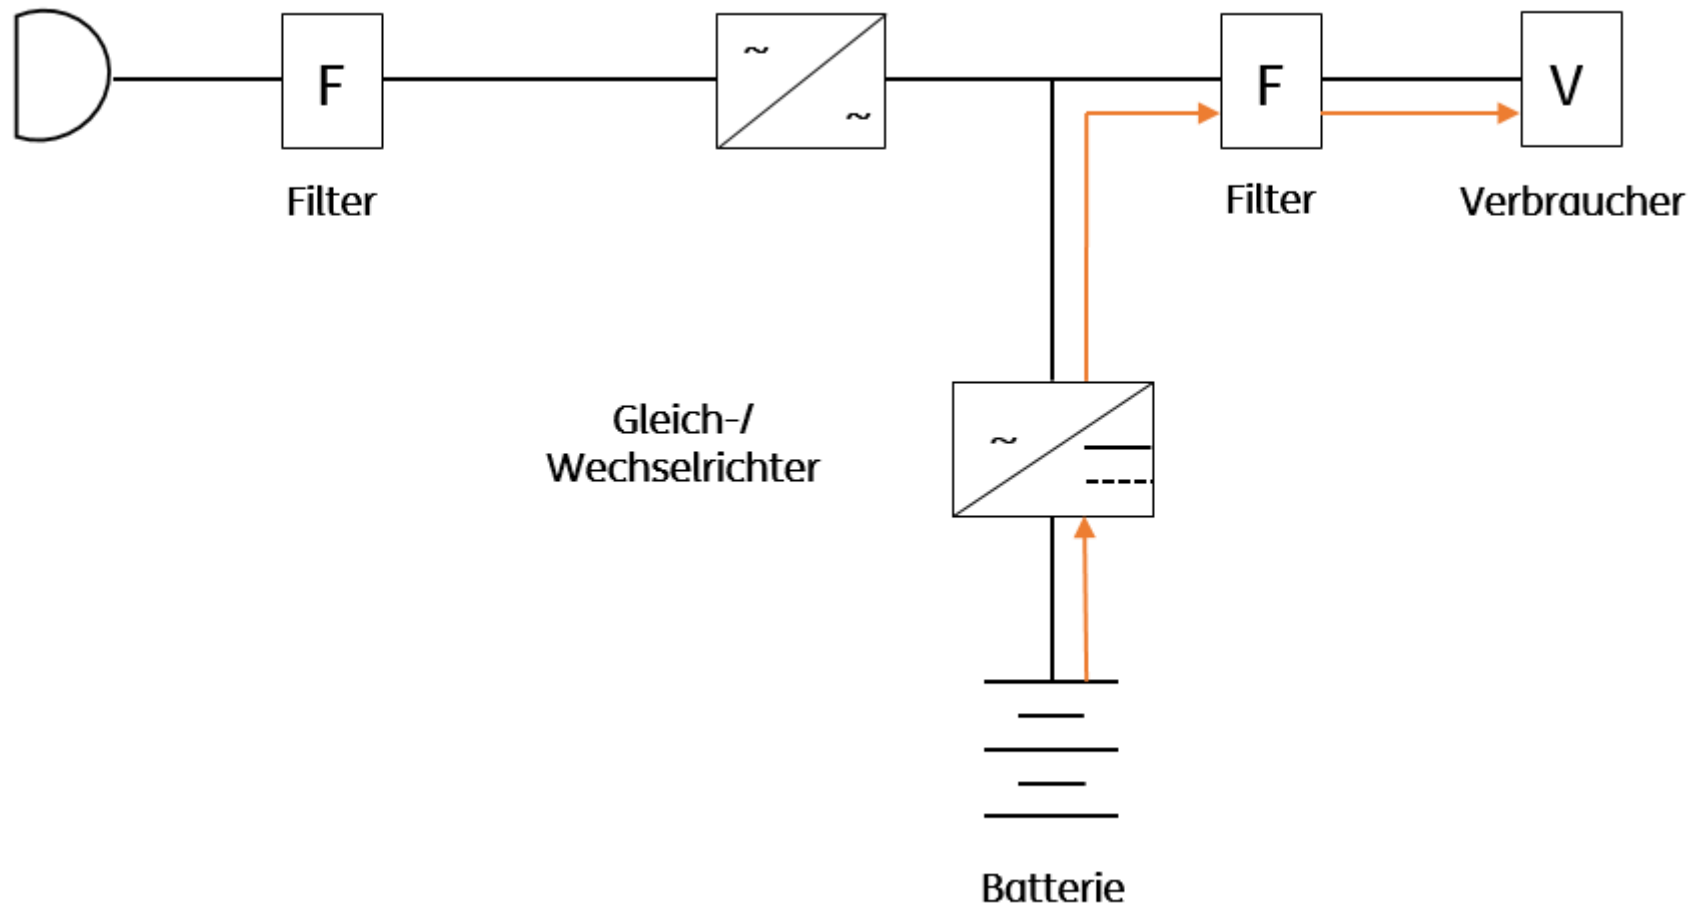 F
~
~
F
V
Filter
Filter
Verbraucher
Gleich-/
Wechselrichter
~
Batterie